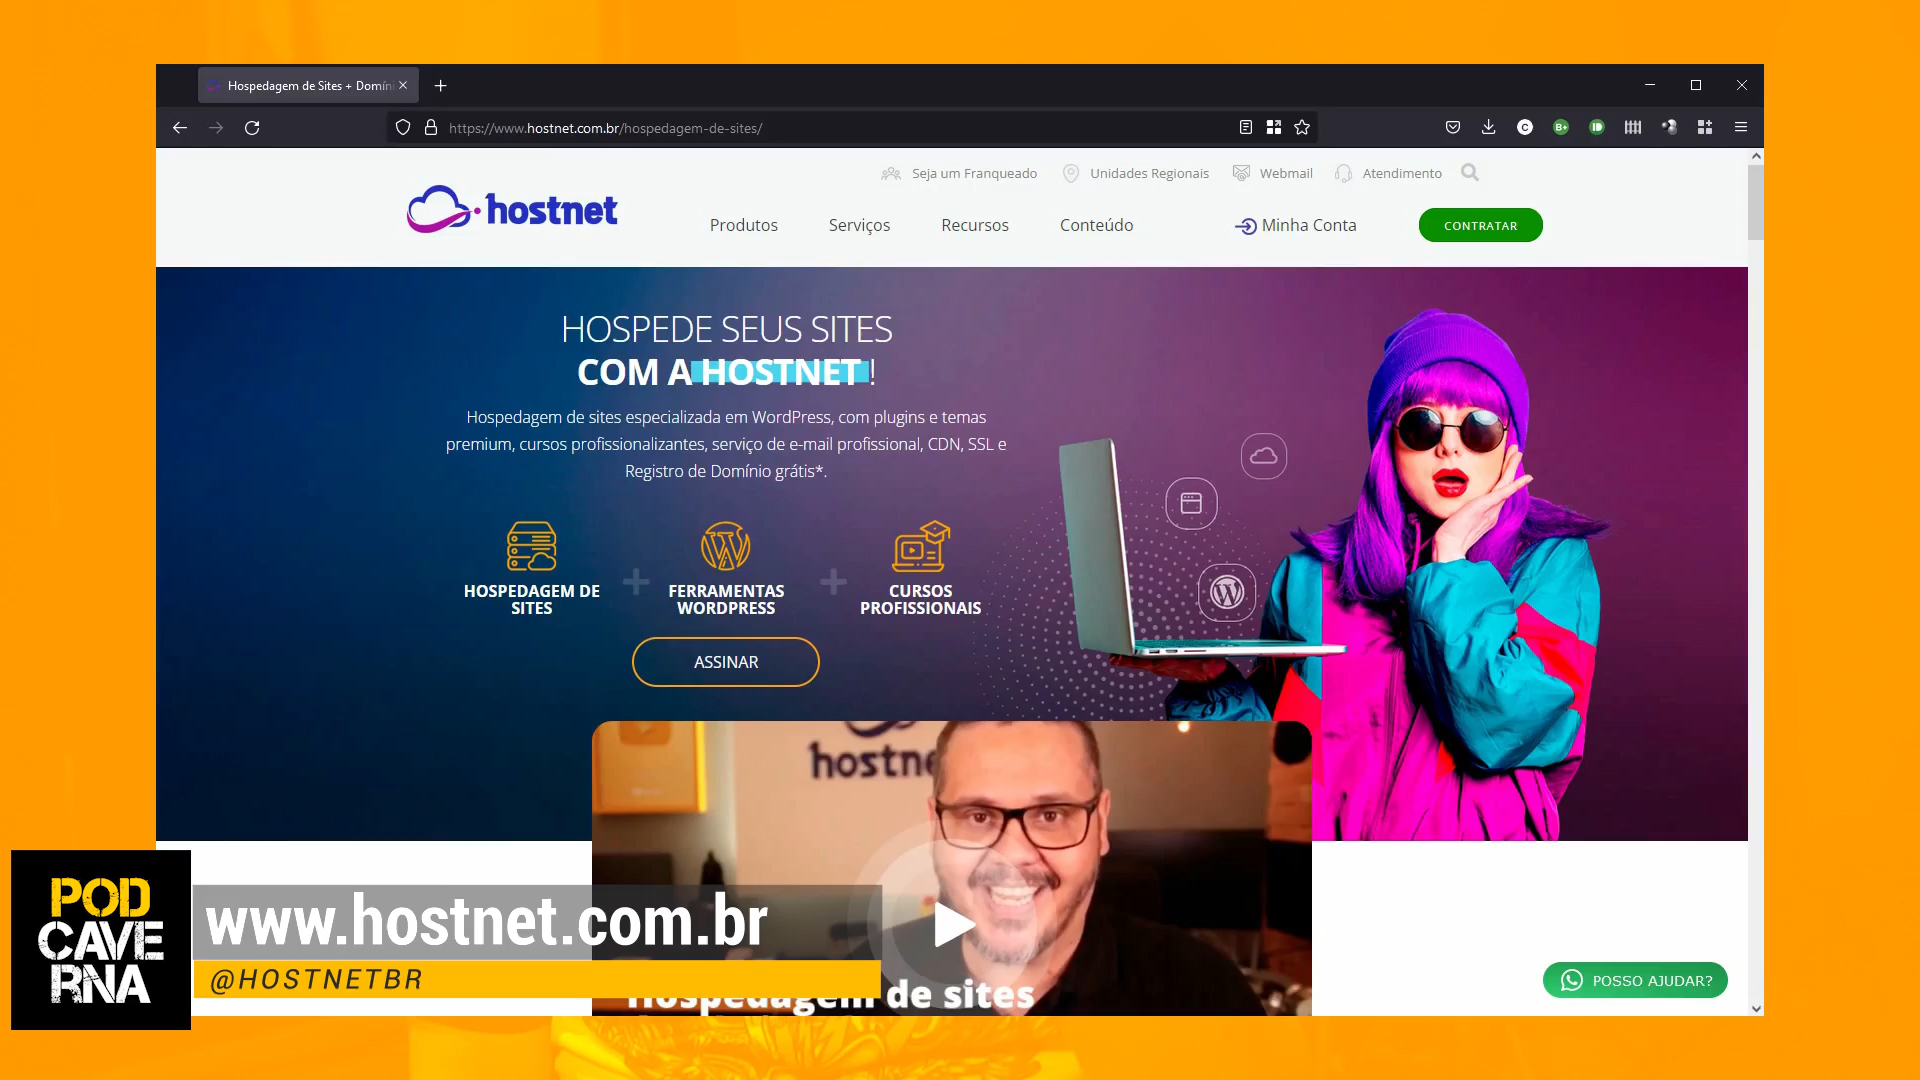 Hospedagem de Sites + Domíni
https://www.hostnet.com.br/hospedagem-de-sites/
Seja um Franqueado
Unidades Regionais
Webmail
Atendimento
hostnet
Produtos
Serviços
Recursos
Conteúdo
Minha Conta
CONTRATAR
HOSPEDE SEUS SITES
COM A HOSTNET !
Hospedagem de sites especializada em WordPress, com plugins e temas
premium, cursos profissionalizantes, serviço de e-mail profissional, CDN, SSL e
Registro de Domínio grátis*.
HOSPEDAGEM DE
SITES
FERRAMENTAS
WORDPRESS
CURSOS
PROFISSIONAIS
ASSINAR
hostne
POD
CAVE
RNA
www.hostnet.com.br
@HOSTNETBR
Hospedagem de sites
POSSO AJUDAR?